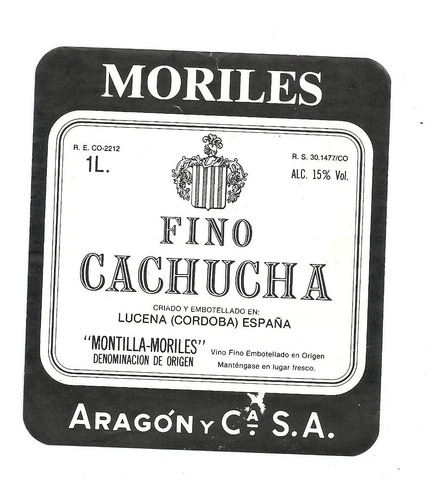 MORILES
R. E. CO-2212
1L.
R. S. 30.1477/CO
ALC. 15% Vol.
FINO
CACHUCHA
CRIADO Y EMBOTELLADO EN:
LUCENA (CORDOBA) ESPAÑA
"MONTILLA-MORILES"
DENOMINACION DE ORIGEN
Vino Fino Embotellado en Origen
Manténgase en lugar fresco.
ARAGÓN Y Cª. S.A.